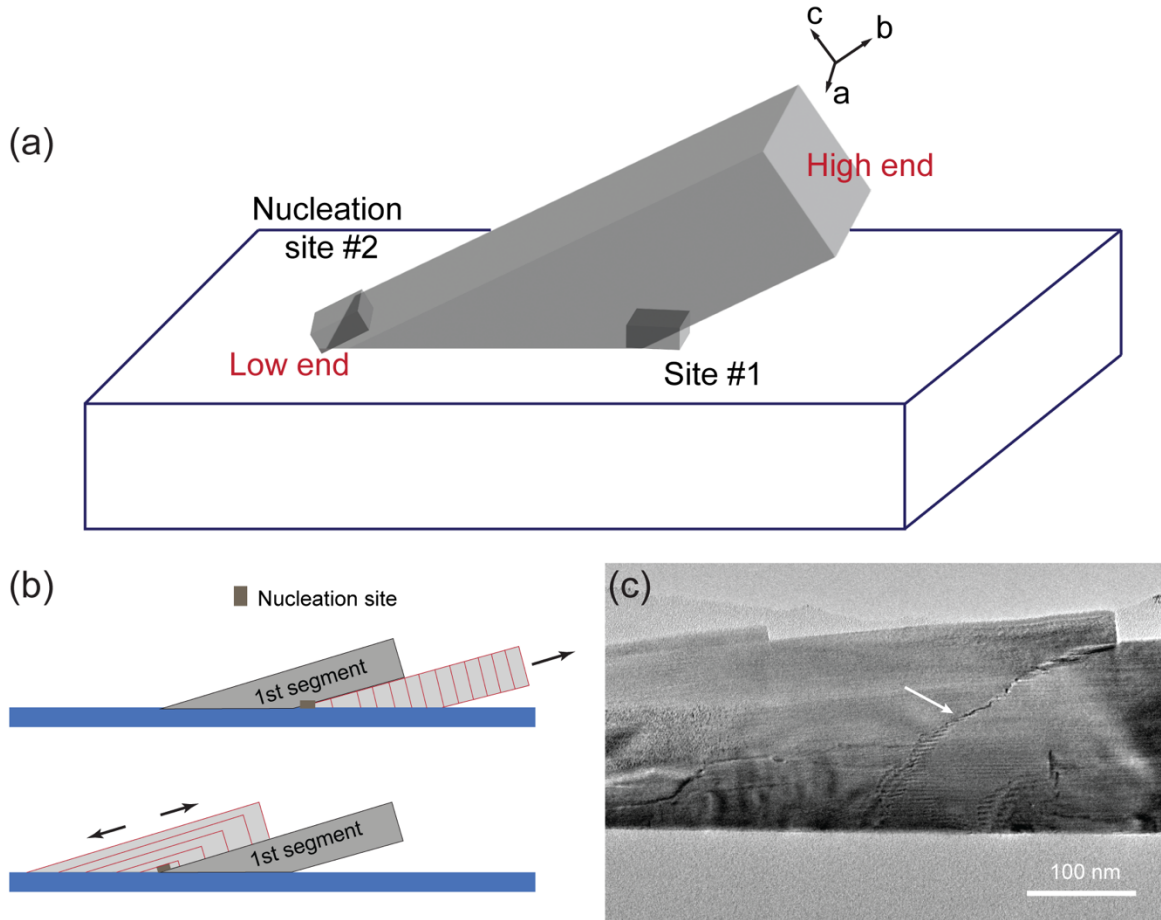 (a)
c
b
a
High end
Nucleation
site #2
Low end
Site #1
(b)
Nucleation site
1st segment
1st segment
(c)
100 nm